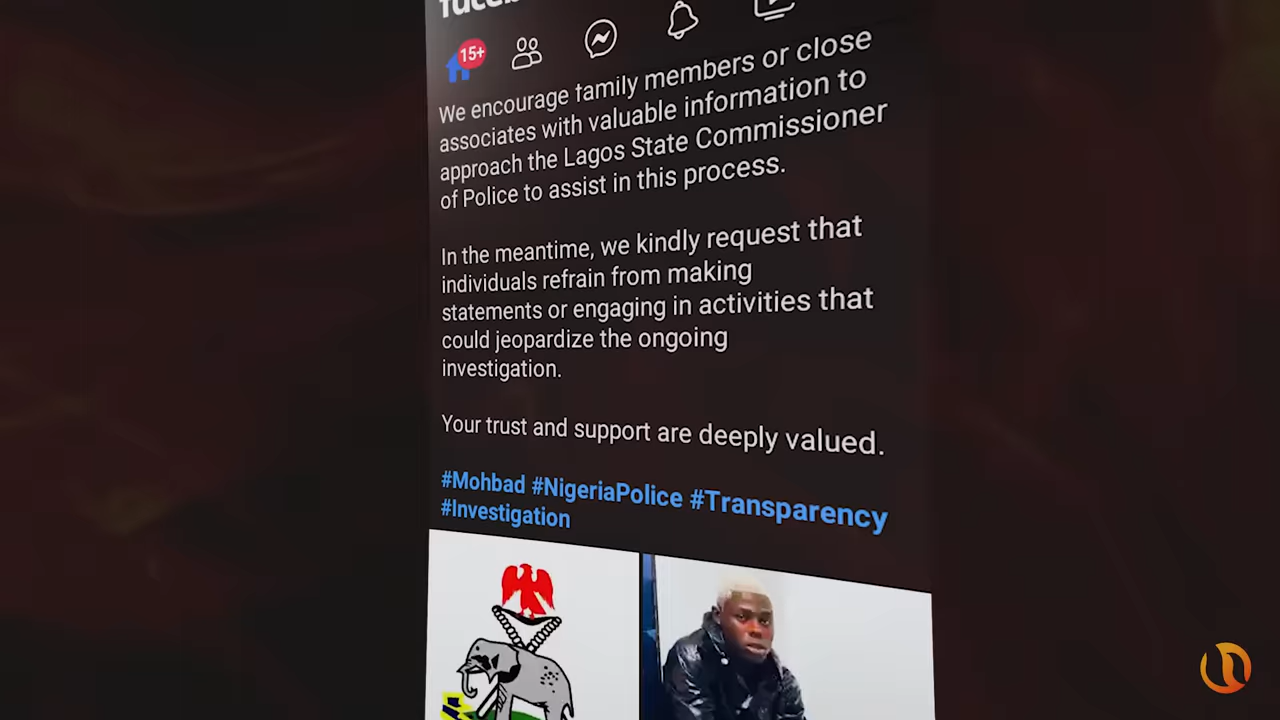 15+
We encourage family members or close
associates with valuable information to
approach the Lagos State Commissioner
of Police to assist in this process.
In the meantime, we kindly request that
individuals refrain from making
statements or engaging in activities that
could jeopardize the ongoing
investigation.
Your trust and support are deeply valued.
#Mohbad #NigeriaPolice #Transparency
#Investigation